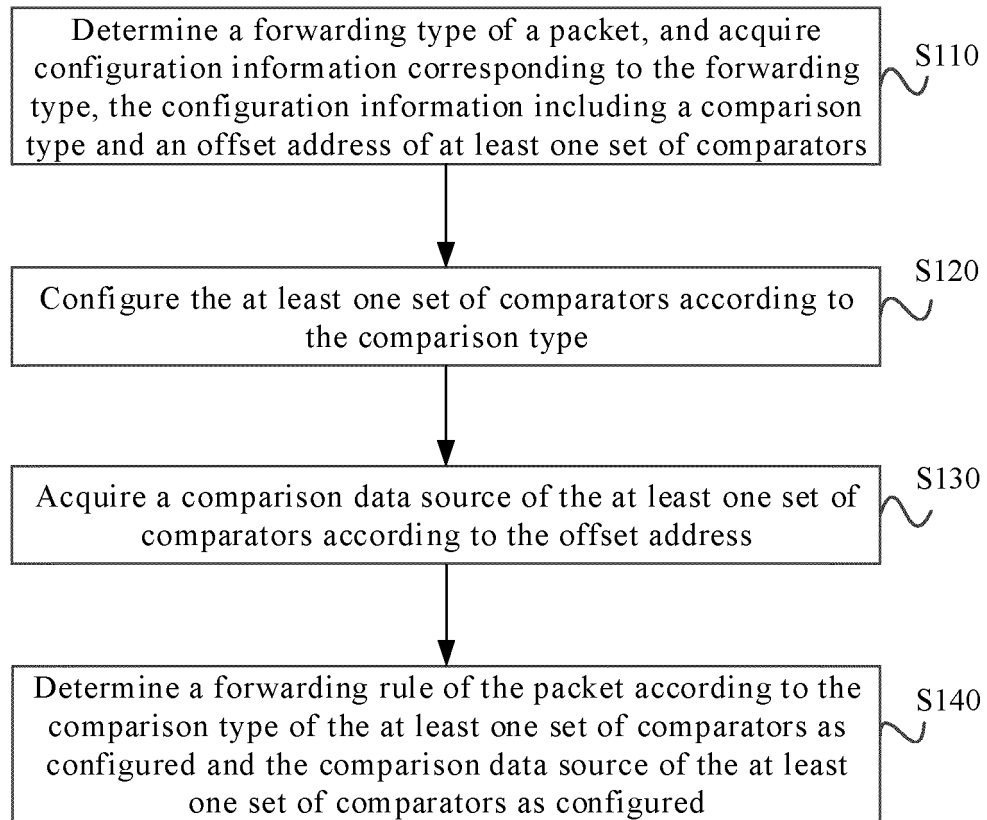 Determine a forwarding type of a packet, and acquire
configuration information corresponding to the forwarding
type, the configuration information including a comparison
type and an offset address of at least one set of comparators
S110
Configure the at least one set of comparators according to
the comparison type
S120
Acquire a comparison data source of the at least one set of
comparators according to the offset address
S130
Determine a forwarding rule of the packet according to the
comparison type of the at least one set of comparators as
configured and the comparison data source of the at least
one set of comparators as configured
S140